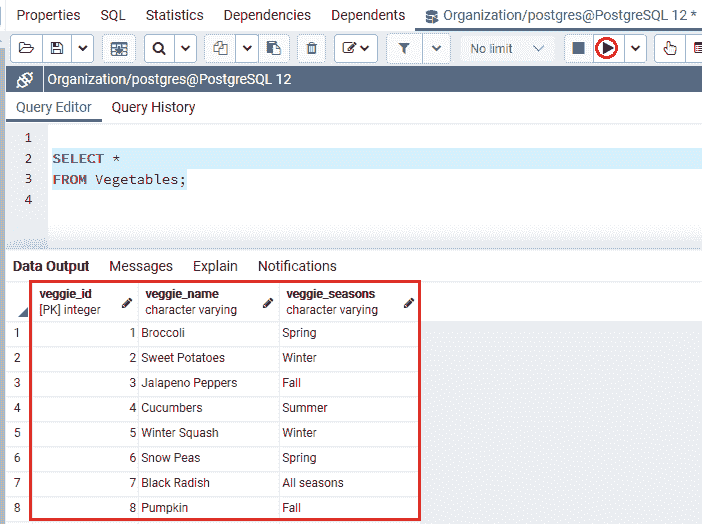 Properties SQL Statistics Dependencies Dependents Organization/postgres@PostgreSQL 12 *
No limit
Organization/postgres@PostgreSQL 12
Query Editor Query History
1
2 SELECT *
3 FROM Vegetables;
4
Data Output Messages Explain Notifications
veggie_id veggie_name veggie_seasons
[PK] integer character varying character varying
1 1 Broccoli Spring
2 2 Sweet Potatoes Winter
3 3 Jalapeno Peppers Fall
4 4 Cucumbers Summer
5 5 Winter Squash Winter
6 6 Snow Peas Spring
7 7 Black Radish All seasons
8 8 Pumpkin Fall